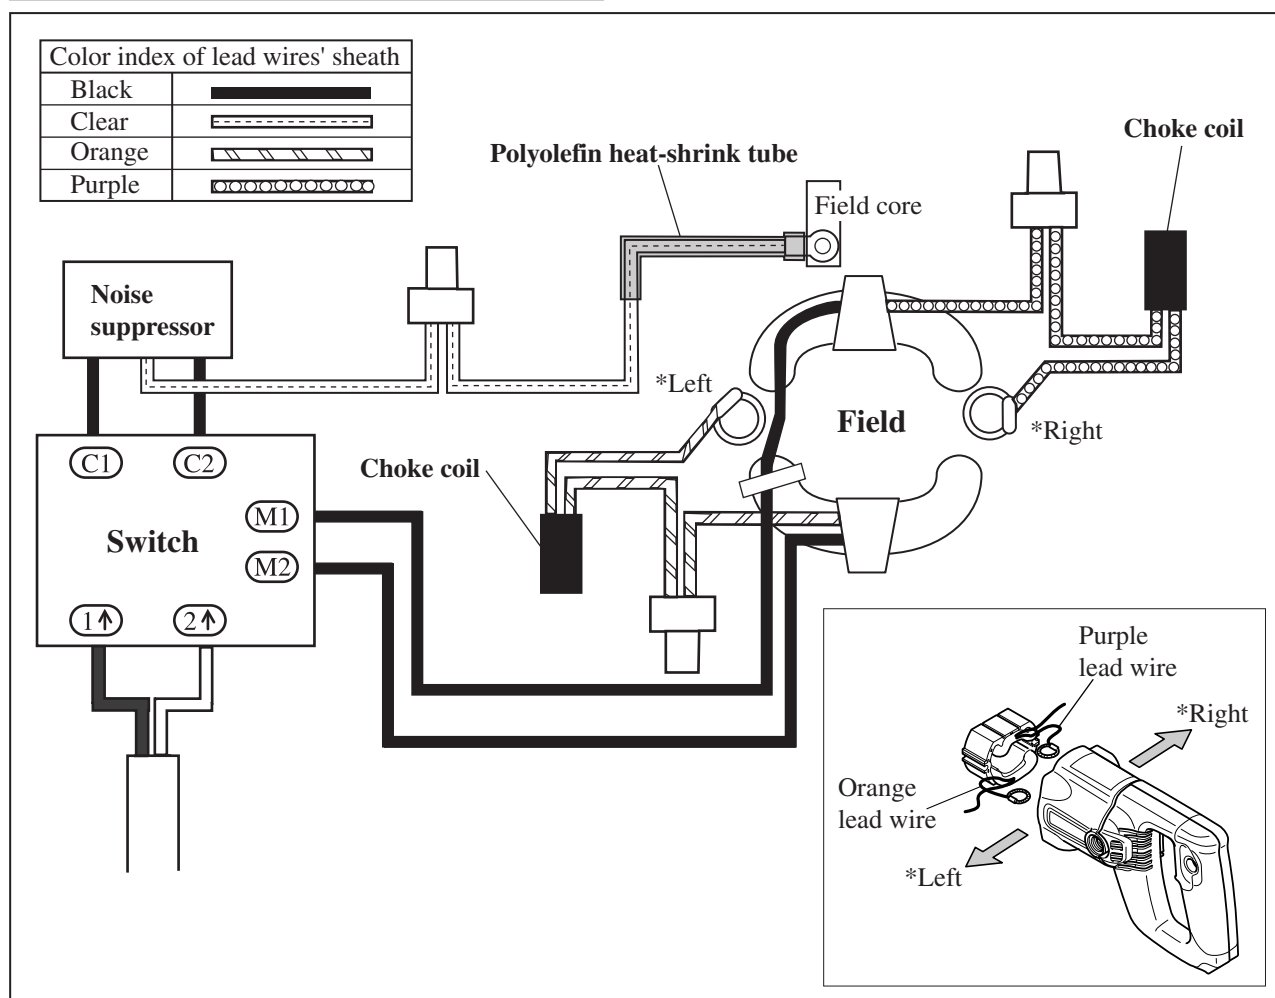 Color index of lead wires' sheath
Black
Clear
Orange
Purple
Choke coil
Polyolefin heat-shrink tube
Field core
Noise
suppressor
*Left
Field
*Right
Choke coil
C1
C2
M1
Switch
M2
1↑
2↑
Purple
lead wire
*Right
Orange
lead wire
*Left